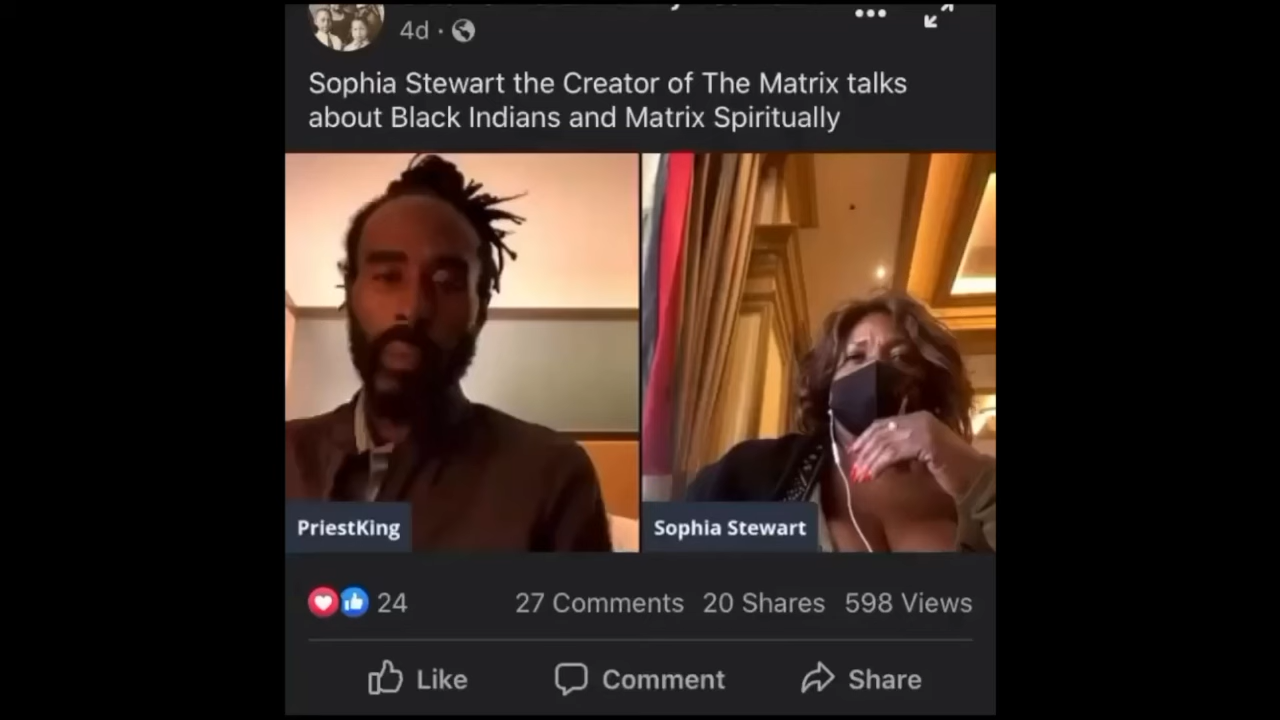 4d ·
Sophia Stewart the Creator of The Matrix talks
about Black Indians and Matrix Spiritually
PriestKing
Sophia Stewart
24
27 Comments 20 Shares 598 Views
Like Comment Share